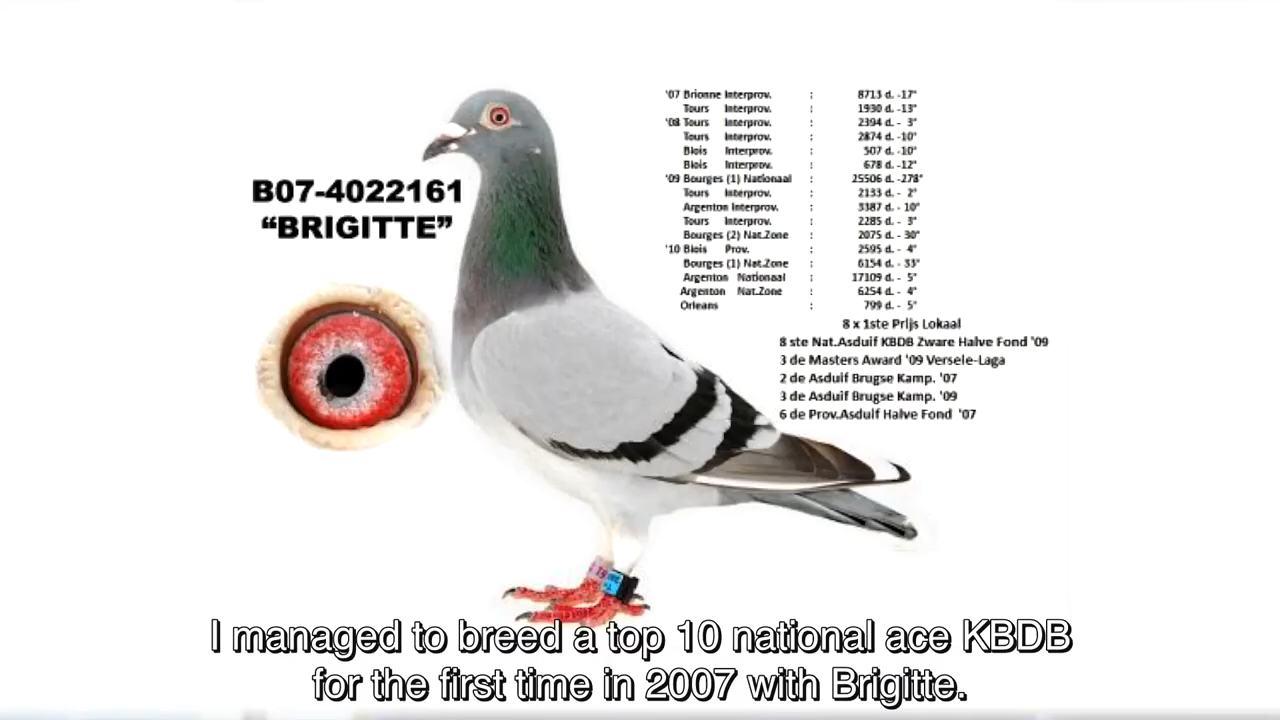 B07-4022161
“BRIGITTE”
'07 Brionne Interprov. : 8713 d. -17°
Tours Interprov. : 1930 d. -13°
'08 Tours Interprov. : 2394 d. - 3°
Tours Interprov. : 2874 d. -10°
Blois Interprov. : 507 d. -10°
Blois Interprov. : 678 d. -12°
'09 Bourges (1) Nationaal : 25506 d. -278°
Tours Interprov. : 2133 d. - 2°
Argenton Interprov. : 3387 d. - 10°
Tours Interprov. : 2285 d. - 3°
Bourges (2) Nat.Zone : 2075 d. - 30°
'10 Blois Prov. : 2595 d. - 4°
Bourges (1) Nat.Zone : 6154 d. - 33°
Argenton Nationaal : 17109 d. - 5°
Argenton Nat.Zone : 6254 d. - 4°
Orleans : 799 d. - 5°
8 x 1ste Prijs Lokaal
8 ste Nat.Asduif KBDB Zware Halve Fond '09
3 de Masters Award '09 Versele-Laga
2 de Asduif Brugse Kamp. '07
3 de Asduif Brugse Kamp. '09
6 de Prov.Asduif Halve Fond '07
I managed to breed a top 10 national ace KBDB
for the first time in 2007 with Brigitte.